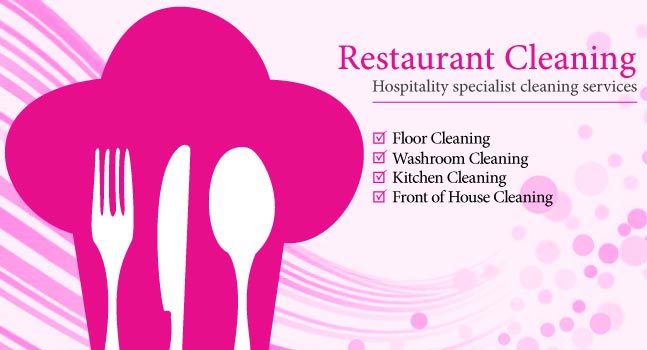 Restaurant Cleaning
Hospitality specialist cleaning services
Floor Cleaning
Washroom Cleaning
Kitchen Cleaning
Front of House Cleaning